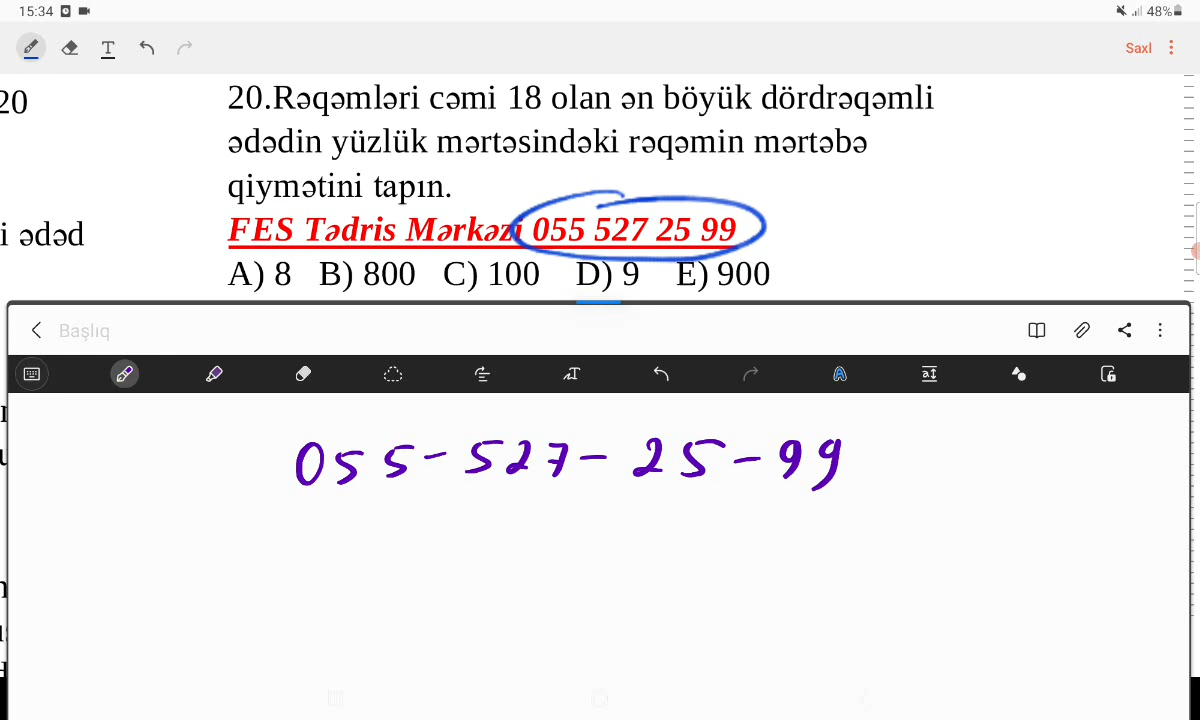 15:34
48%
Saxl
20
20.Rəqəmləri cəmi 18 olan ən böyük dördrəqəmli
ədədin yüzlük mərtəsindəki rəqəmin mərtəbə
qiymətini tapın.
i ədəd
FES Tədris Mərkəzi 055 527 25 99
A) 8 B) 800 C) 100 D) 9 E) 900
Başlıq
055-527-25-99